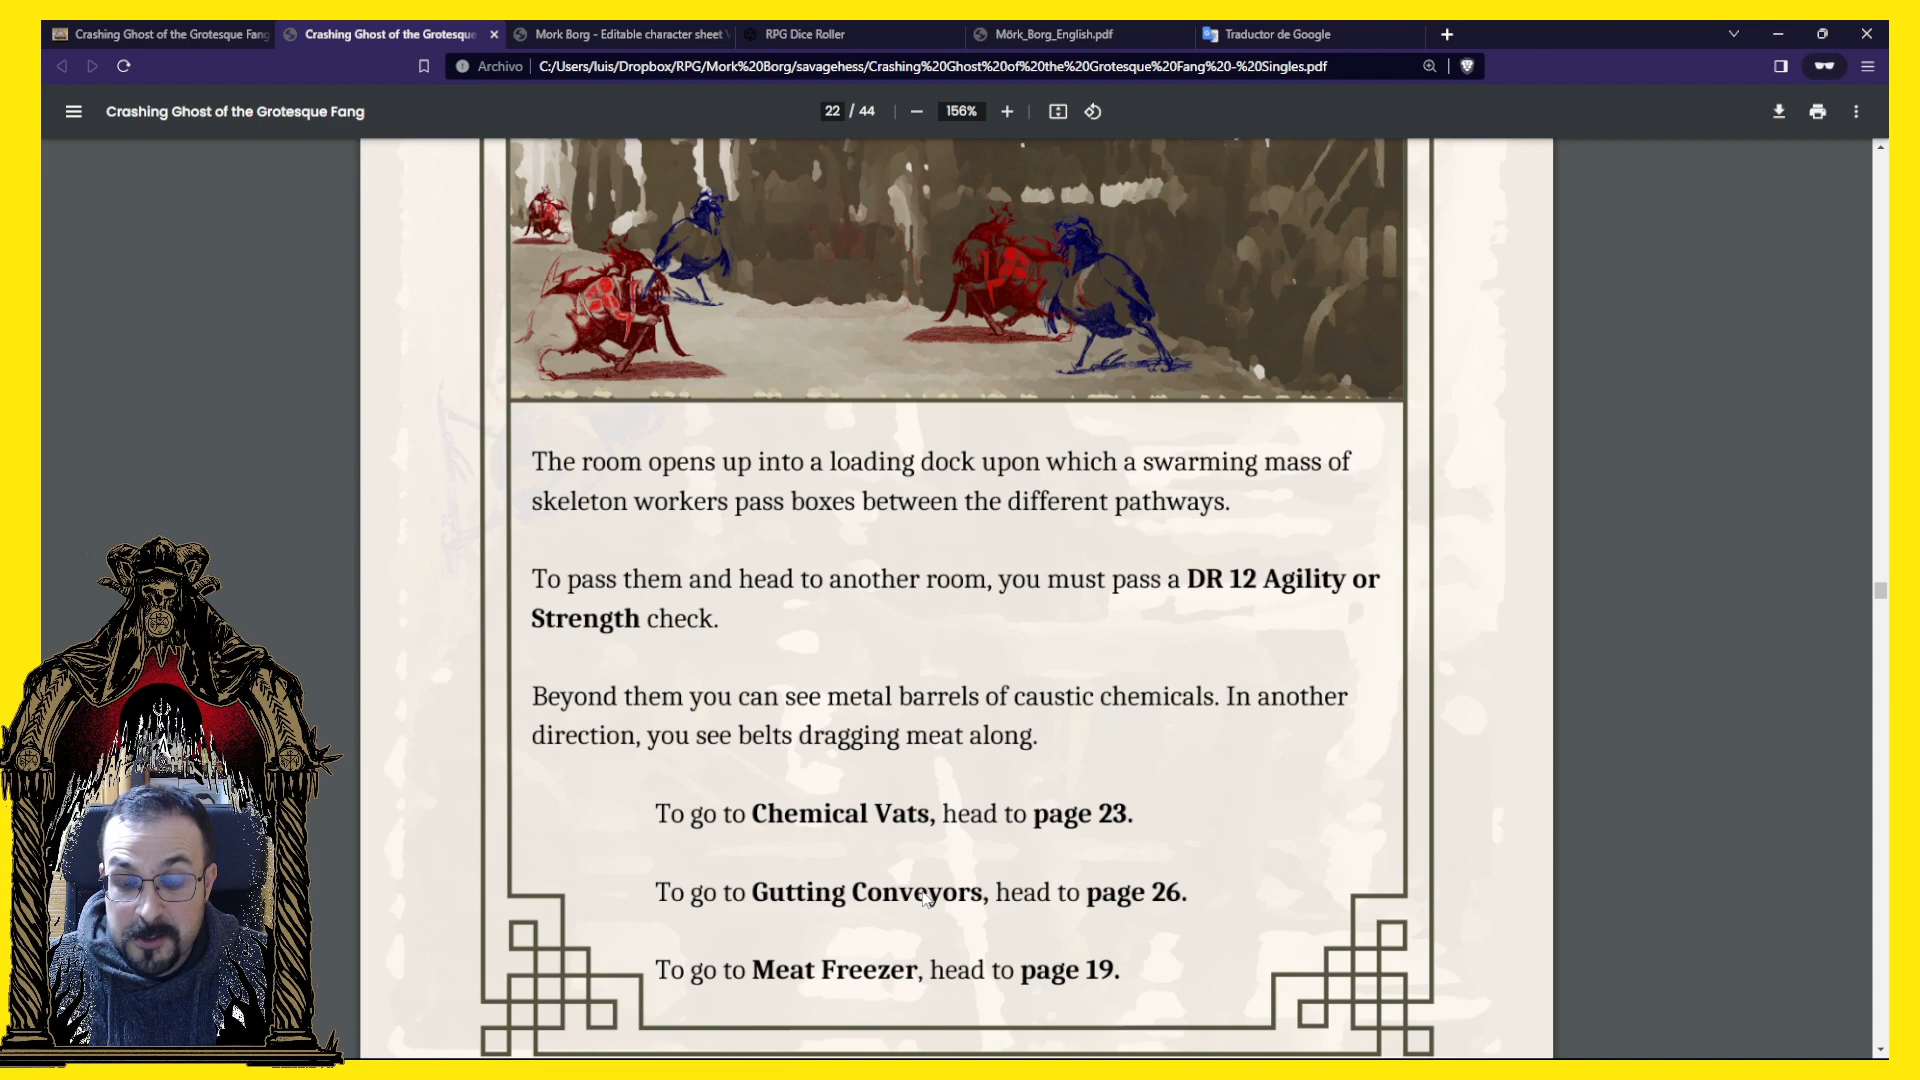 Crashing Ghost of the Grotesque Fang
Crashing Ghost of the Grotesque
Mork Borg - Editable character sheet
RPG Dice Roller
Mörk_Borg_English.pdf
Traductor de Google
Archivo
C:/Users/luis/Dropbox/RPG/Mork%20Borg/savagehess/Crashing%20Ghost%20of%20the%20Grotesque%20Fang%20-%20Singles.pdf
Crashing Ghost of the Grotesque Fang
22 / 44
156%
The room opens up into a loading dock upon which a swarming mass of
skeleton workers pass boxes between the different pathways.
To pass them and head to another room, you must pass a DR 12 Agility or
Strength check.
Beyond them you can see metal barrels of caustic chemicals. In another
direction, you see belts dragging meat along.
To go to Chemical Vats, head to page 23.
To go to Gutting Conveyors, head to page 26.
To go to Meat Freezer, head to page 19.